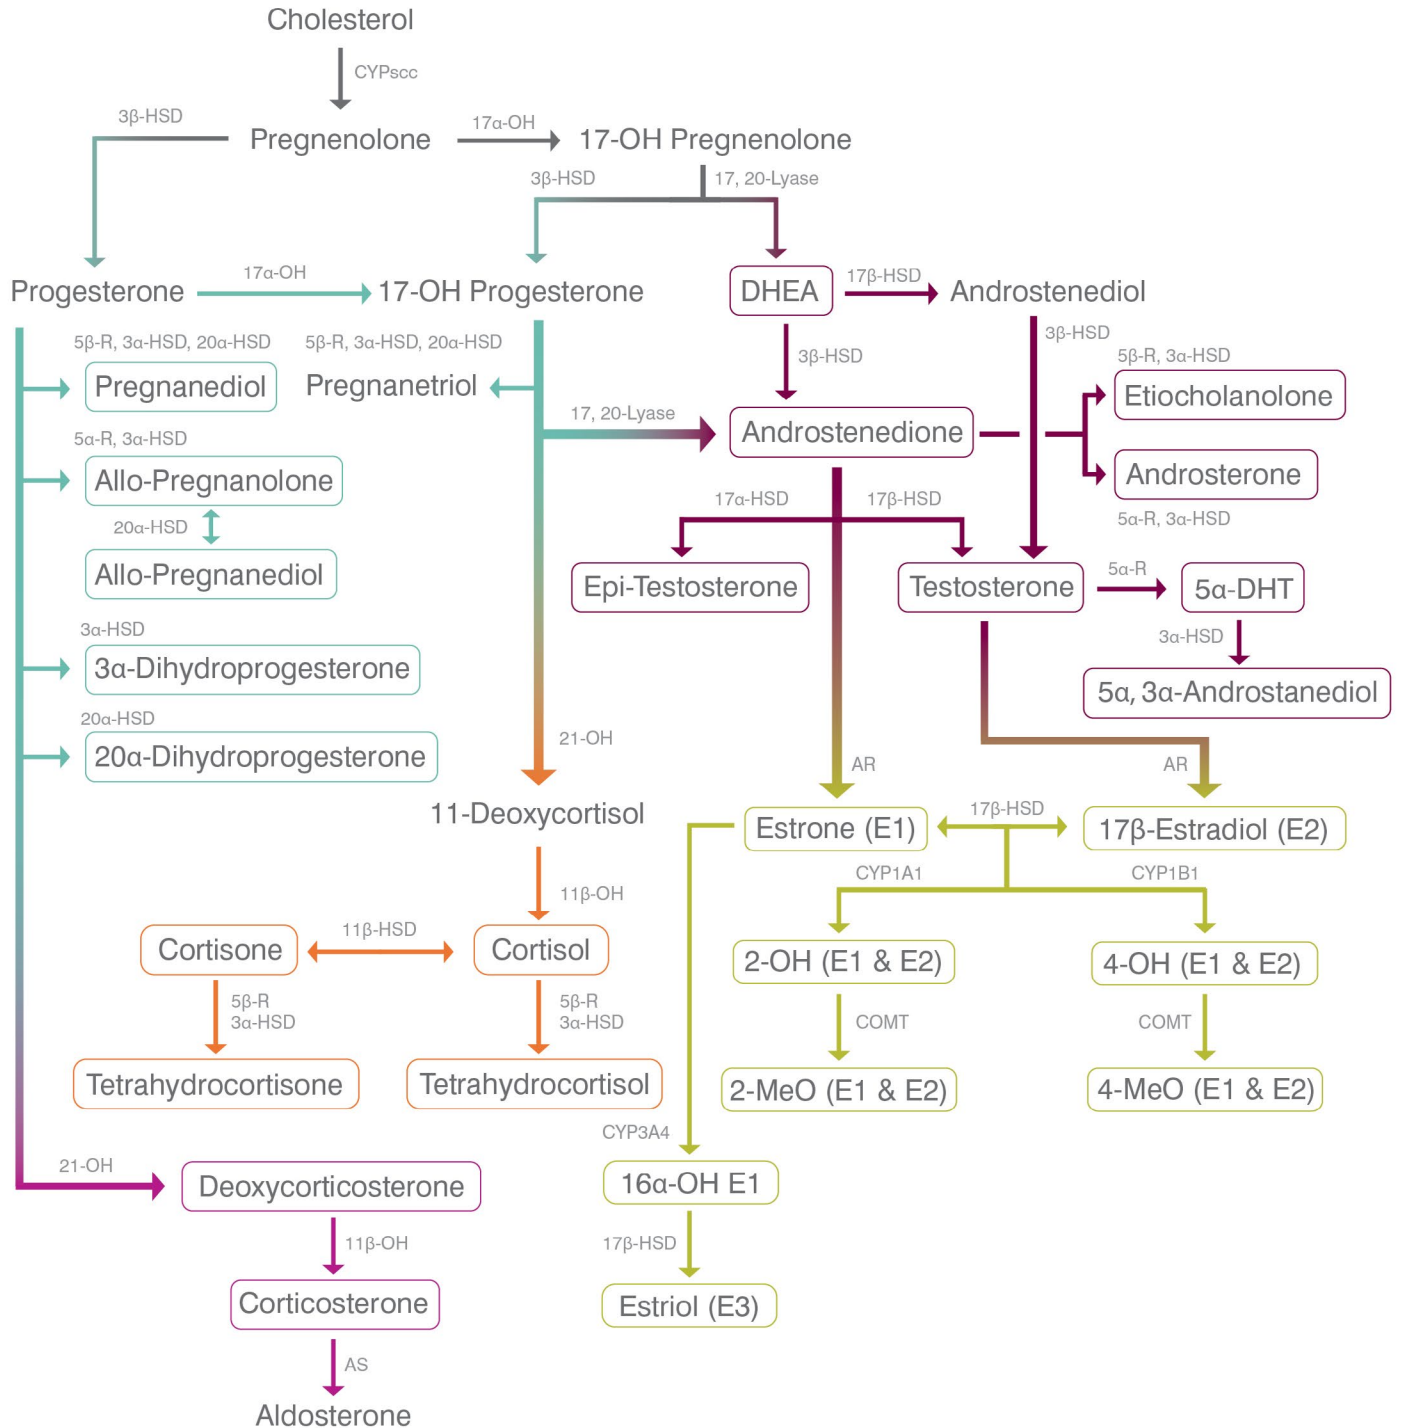 Cholesterol
CYPscc
3β-HSD
Pregnenolone
17α-OH
17-OH Pregnenolone
3β-HSD
17, 20-Lyase
Progesterone
17α-OH
17-OH Progesterone
DHEA
17β-HSD
Androstenediol
5β-R, 3α-HSD, 20α-HSD
Pregnanediol
5β-R, 3α-HSD, 20α-HSD
Pregnanetriol
3β-HSD
3β-HSD
5β-R, 3α-HSD
Etiocholanolone
17, 20-Lyase
Androstenedione
5α-R, 3α-HSD
Allo-Pregnanolone
Androsterone
5α-R, 3α-HSD
20α-HSD
Allo-Pregnanediol
17α-HSD
17β-HSD
Epi-Testosterone
Testosterone
5α-R
5α-DHT
3α-HSD
5α, 3α-Androstanediol
3α-HSD
3α-Dihydroprogesterone
20α-HSD
20α-Dihydroprogesterone
21-OH
AR
AR
11-Deoxycortisol
Estrone (E1)
17β-HSD
17β-Estradiol (E2)
11β-OH
CYP1A1
CYP1B1
Cortisone
11β-HSD
Cortisol
2-OH (E1 & E2)
4-OH (E1 & E2)
5β-R
3α-HSD
5β-R
3α-HSD
COMT
COMT
Tetrahydrocortisone
Tetrahydrocortisol
2-MeO (E1 & E2)
4-MeO (E1 & E2)
CYP3A4
21-OH
Deoxycorticosterone
16α-OH E1
11β-OH
17β-HSD
Corticosterone
Estriol (E3)
AS
Aldosterone